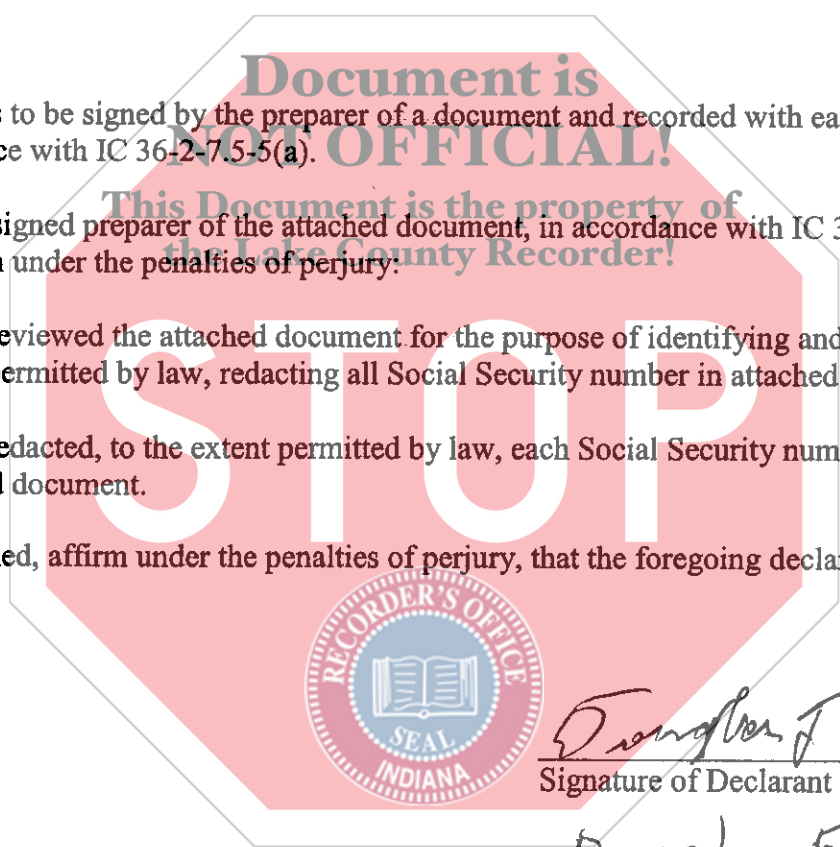 Document is
to be signed by the preparer of a document and recorded with ea
NOT OFFICIAL!
ce with IC 36-2-7.5-5(a).
This Document is the property of
signed preparer of the attached document, in accordance with IC 3
the Lake County Recorder!
under the penalties of perjury:
eviewed the attached document for the purpose of identifying and
ermitted by law, redacting all Social Security number in attached
edacted, to the extent permitted by law, each Social Security num
document.
ed, affirm under the penalties of perjury, that the foregoing decla
STOP
RECORDER'S OFFICE
SEAL
INDIANA
Signature of Declarant